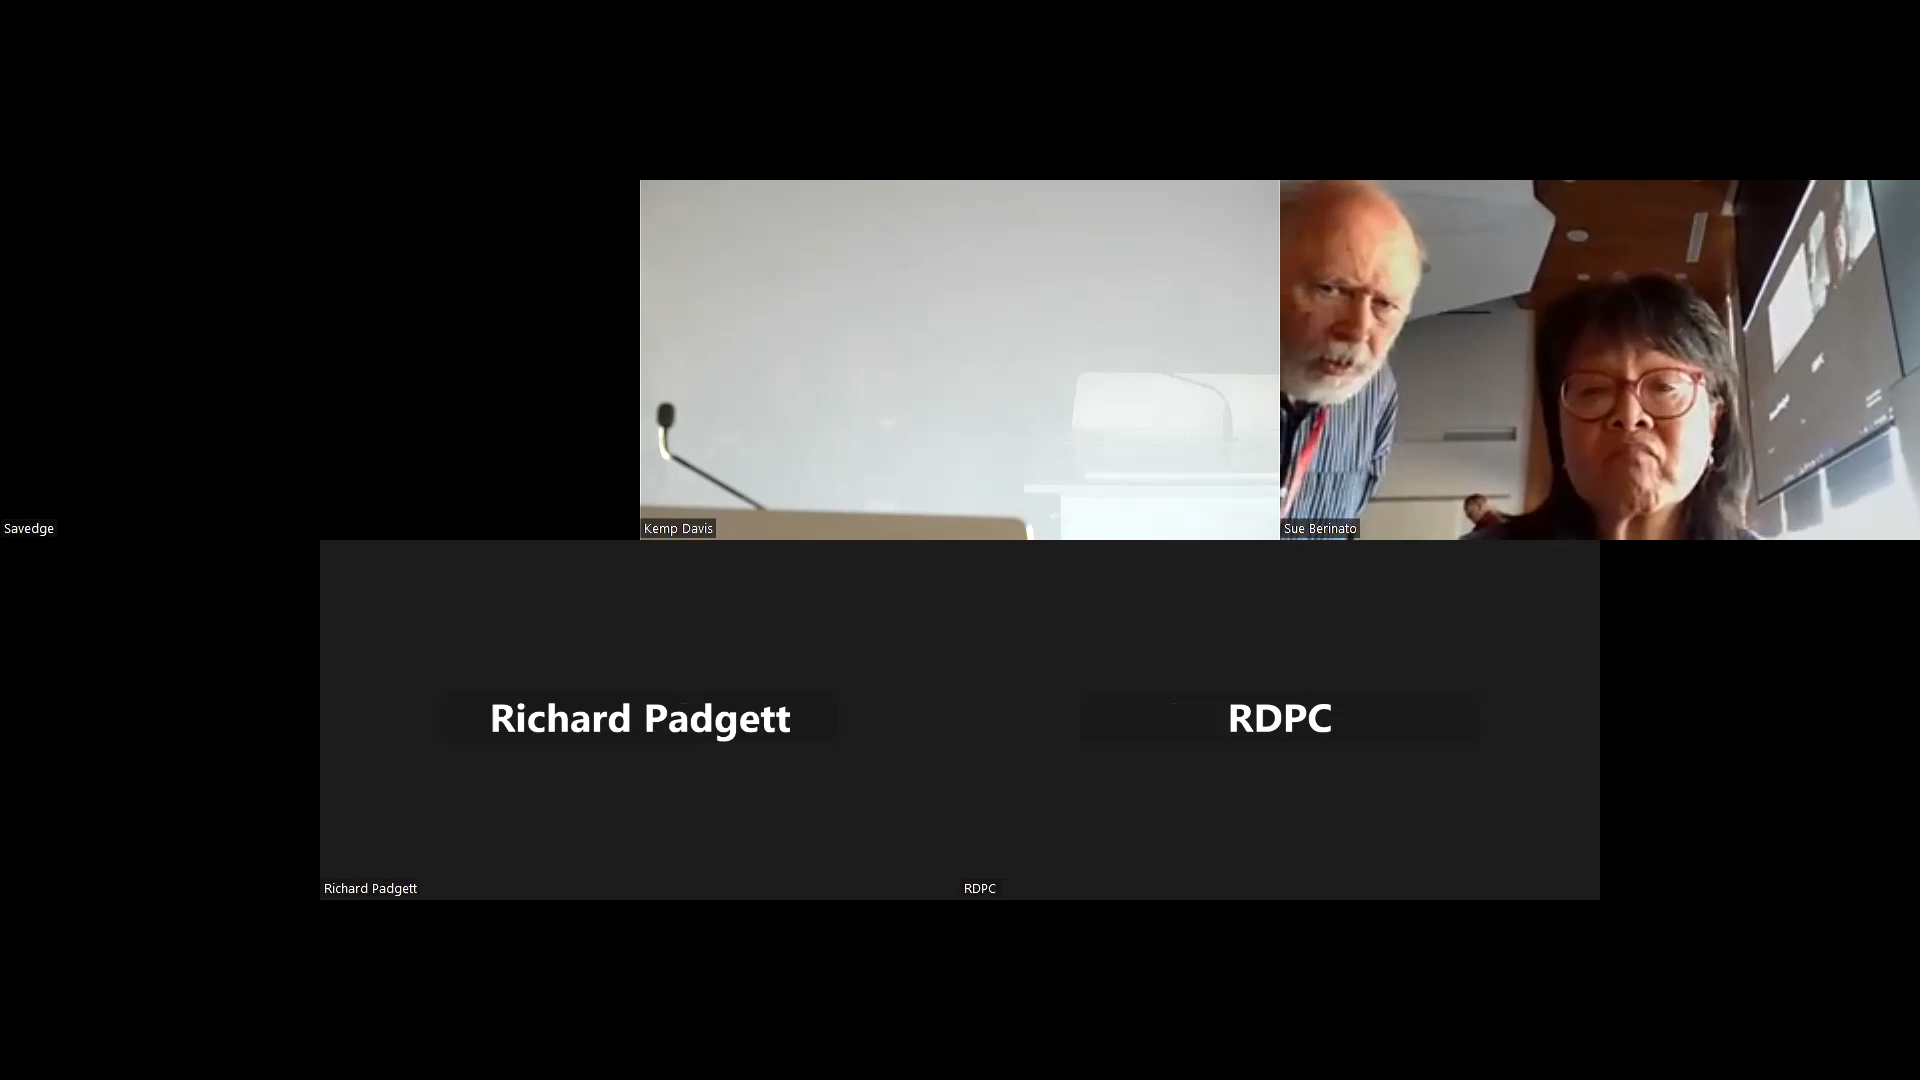 Savedge
Kemp Davis
Sue Berinato
Richard Padgett
RDPC
Richard Padgett
RDPC